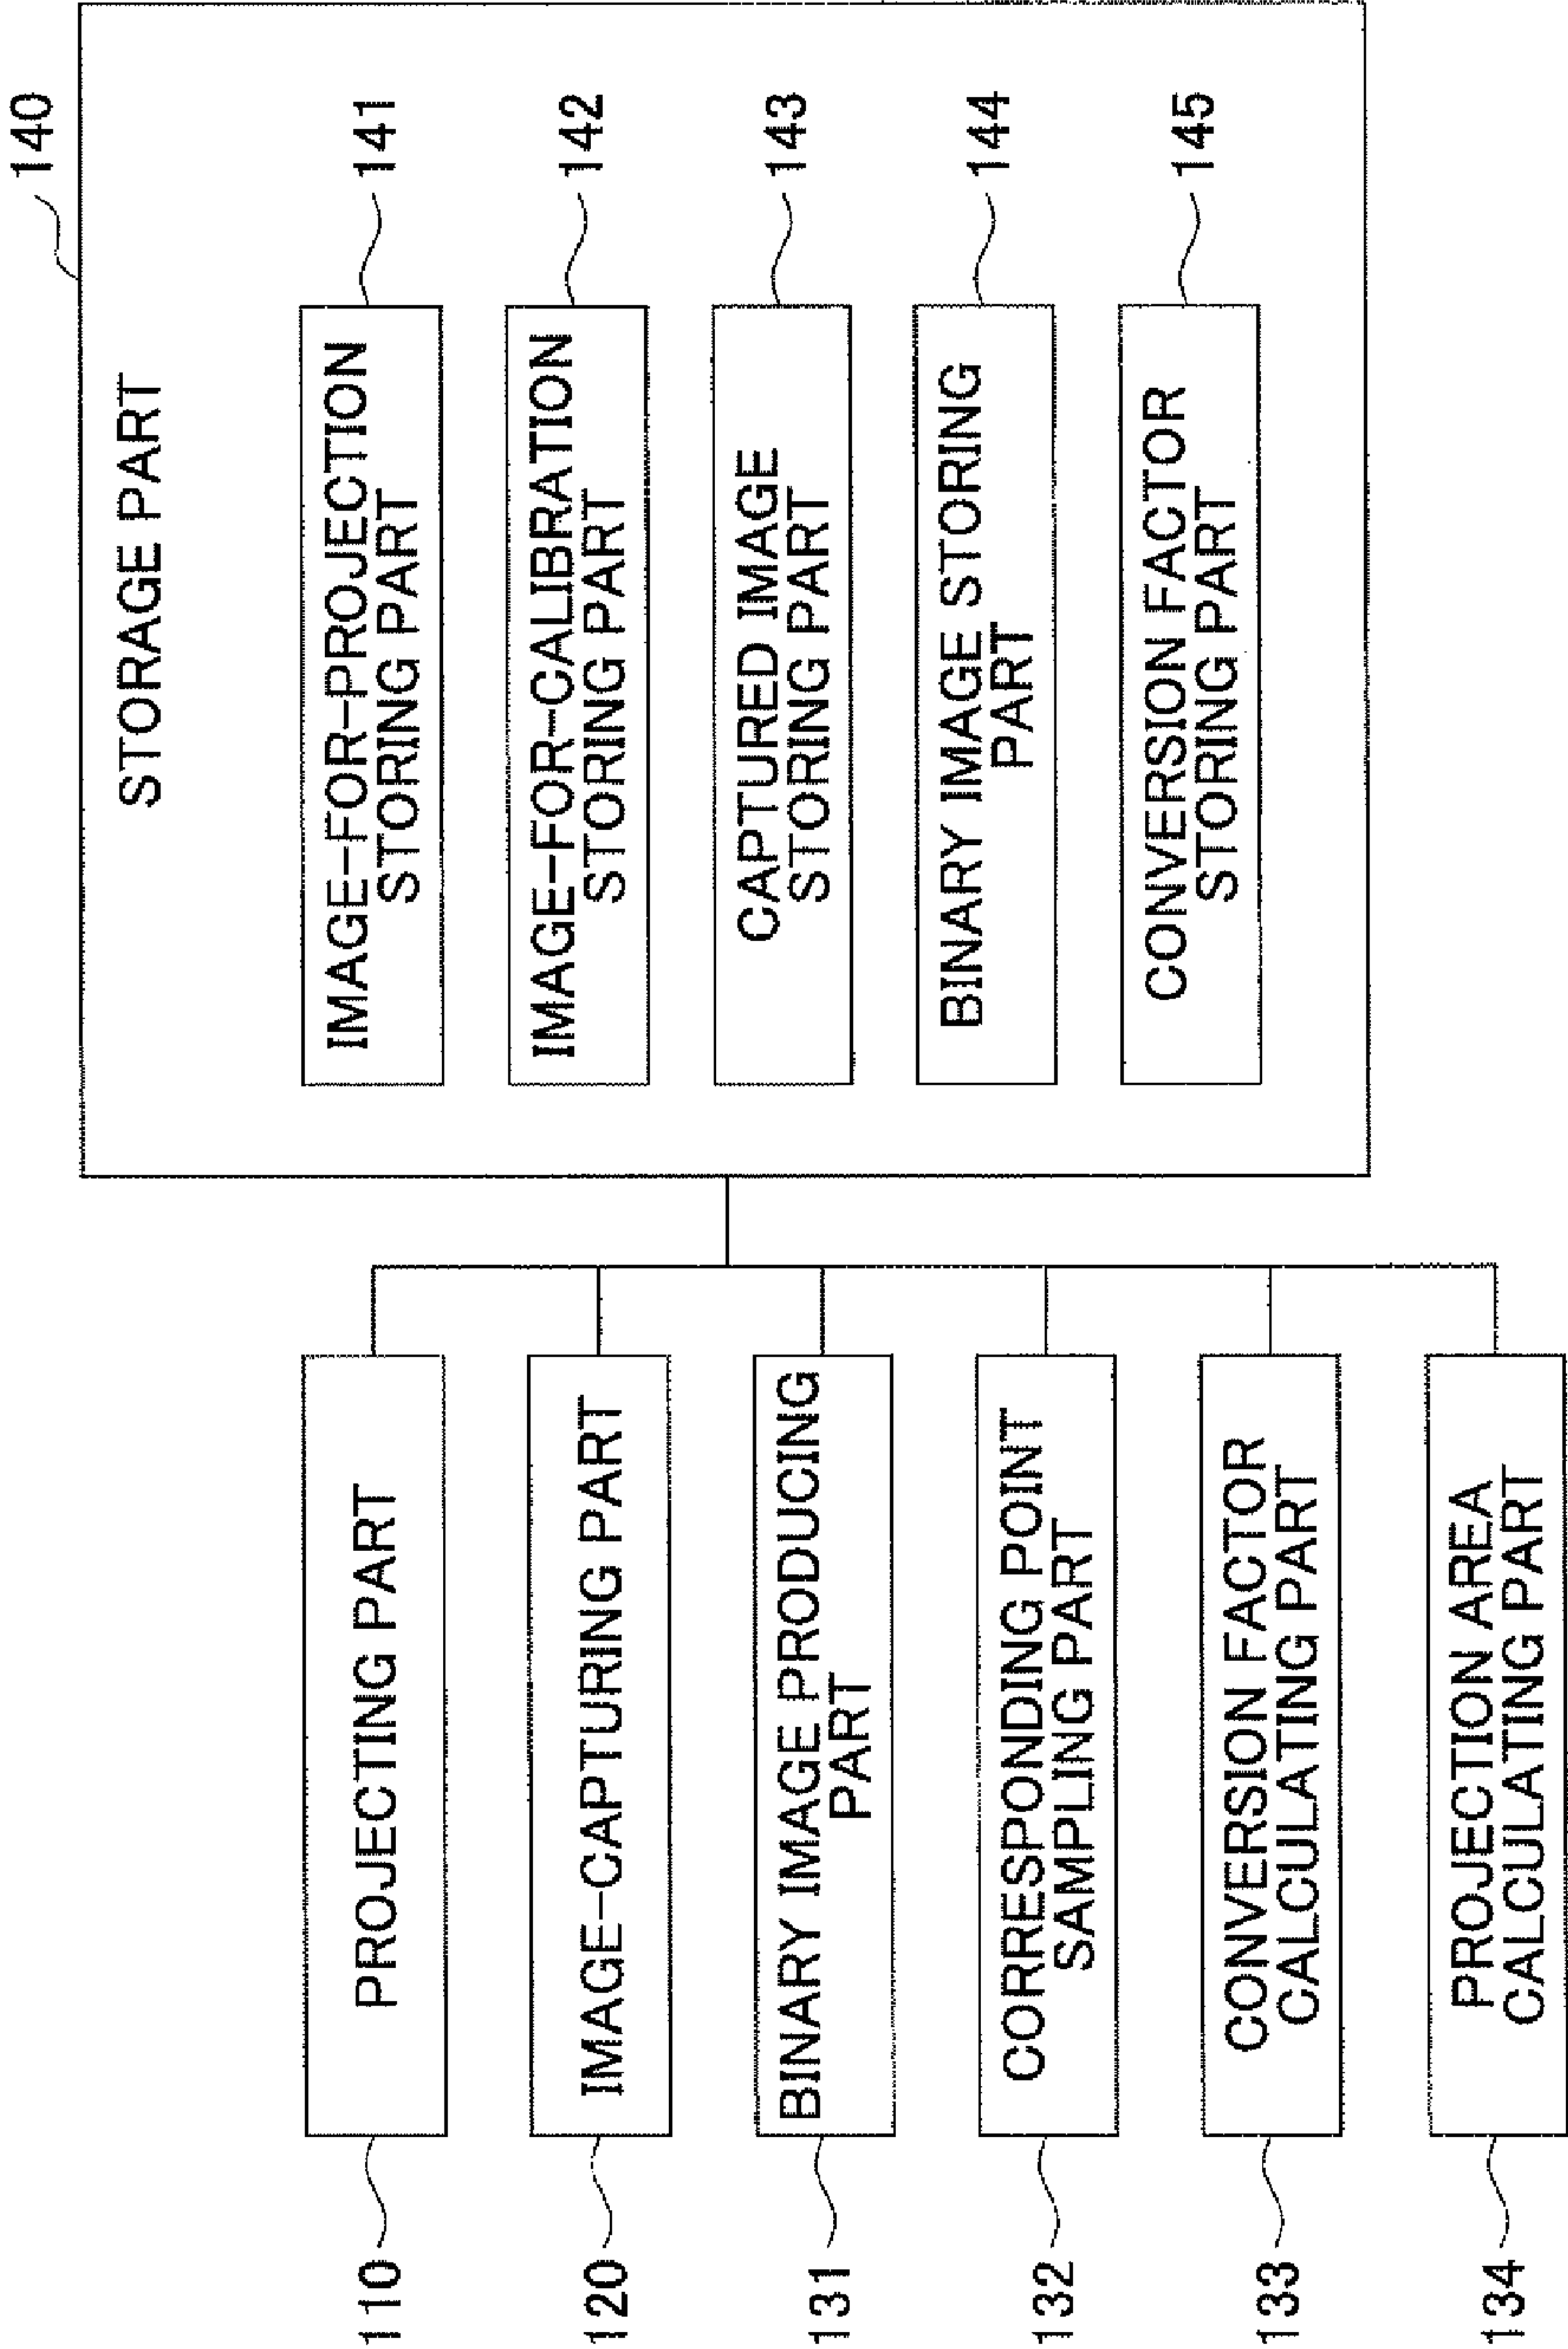 110
PROJECTING PART
120
IMAGE-CAPTURING PART
131
BINARY IMAGE PRODUCING
PART
132
CORRESPONDING POINT
SAMPLING PART
133
CONVERSION FACTOR
CALCULATING PART
134
PROJECTION AREA
CALCULATING PART
140
STORAGE PART
IMAGE-FOR-PROJECTION
STORING PART
141
IMAGE-FOR-CALIBRATION
STORING PART
142
CAPTURED IMAGE
STORING PART
143
BINARY IMAGE STORING
PART
144
CONVERSION FACTOR
STORING PART
145